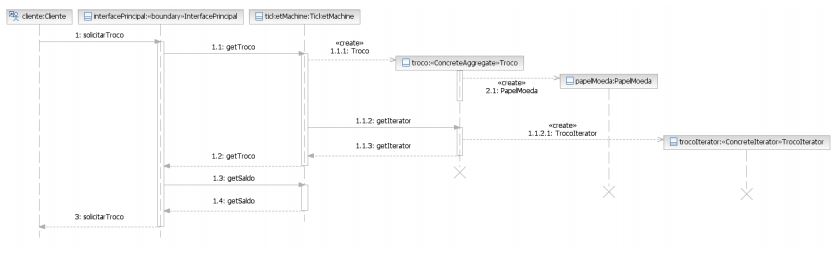 cliente:Cliente
interfacePrincipal:«boundary»InterfacePrincipal
ticketMachine:TicketMachine
1: solicitarTroco
1.1: getTroco
«create»
1.1.1: Troco
troco:«ConcreteAggregate»Troco
«create»
2.1: PapelMoeda
papelMoeda:PapelMoeda
1.1.2: getIterator
«create»
1.1.2.1: TrocoIterator
trocoIterator:«ConcreteIterator»TrocoIterator
1.1.3: getIterator
1.2: getTroco
1.3: getSaldo
1.4: getSaldo
3: solicitarTroco